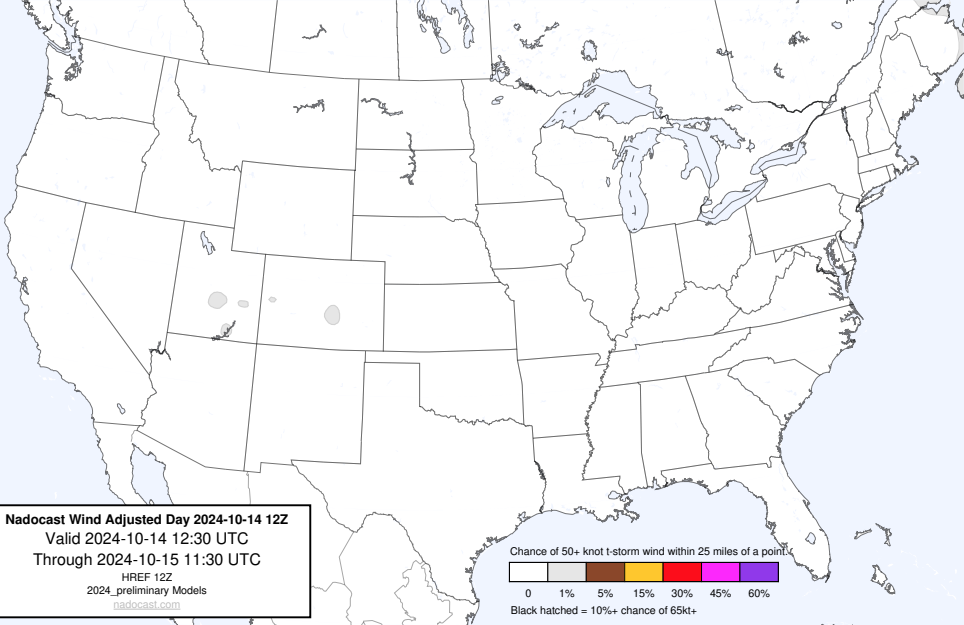 Nadocast Wind Adjusted Day 2024-10-14 12Z
Valid 2024-10-14 12:30 UTC
Through 2024-10-15 11:30 UTC
HREF 12Z
2024_preliminary Models
nadocast.com
Chance of 50+ knot t-storm wind within 25 miles of a point.
0 1% 5% 15% 30% 45% 60%
Black hatched = 10%+ chance of 65kt+